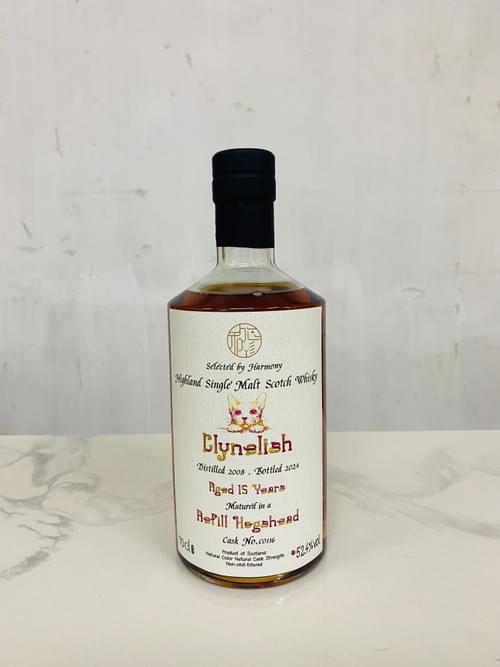 Selected by Harmony
Highland Single Malt Scotch Whisky
Clynelish
Distilled 2008 . Bottled 2024
Aged 15 Years
Matured in a
Refill Hogshead
Cask No.C0116
70cl e 52.4%vol
Product of Scotland
Natural Color Natural Cask Strength
Non-chill filtered